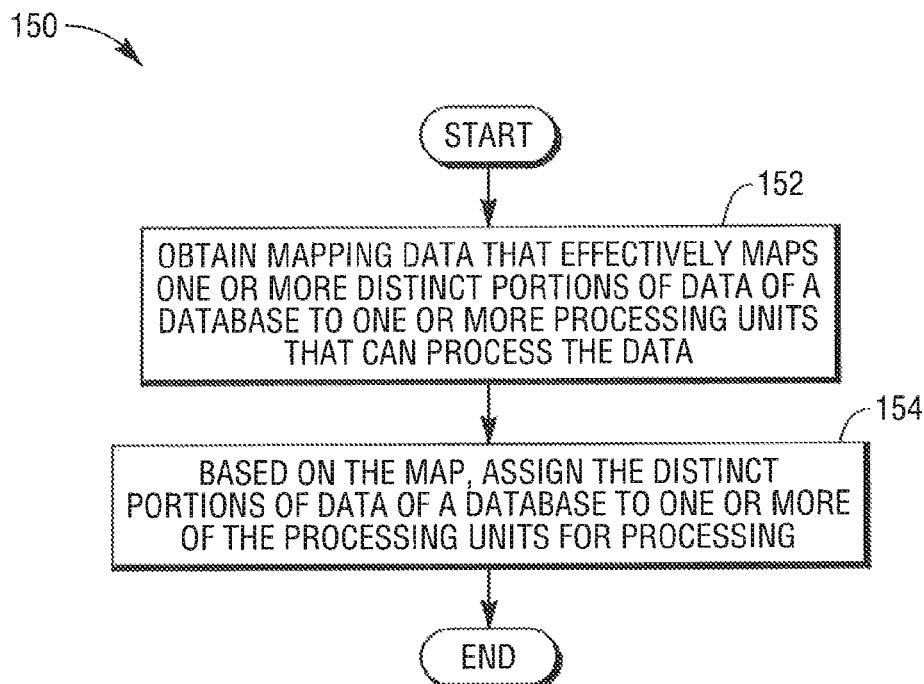 150
START
152
OBTAIN MAPPING DATA THAT EFFECTIVELY MAPS
ONE OR MORE DISTINCT PORTIONS OF DATA OF A
DATABASE TO ONE OR MORE PROCESSING UNITS
THAT CAN PROCESS THE DATA
154
BASED ON THE MAP, ASSIGN THE DISTINCT
PORTIONS OF DATA OF A DATABASE TO ONE OR MORE
OF THE PROCESSING UNITS FOR PROCESSING
END